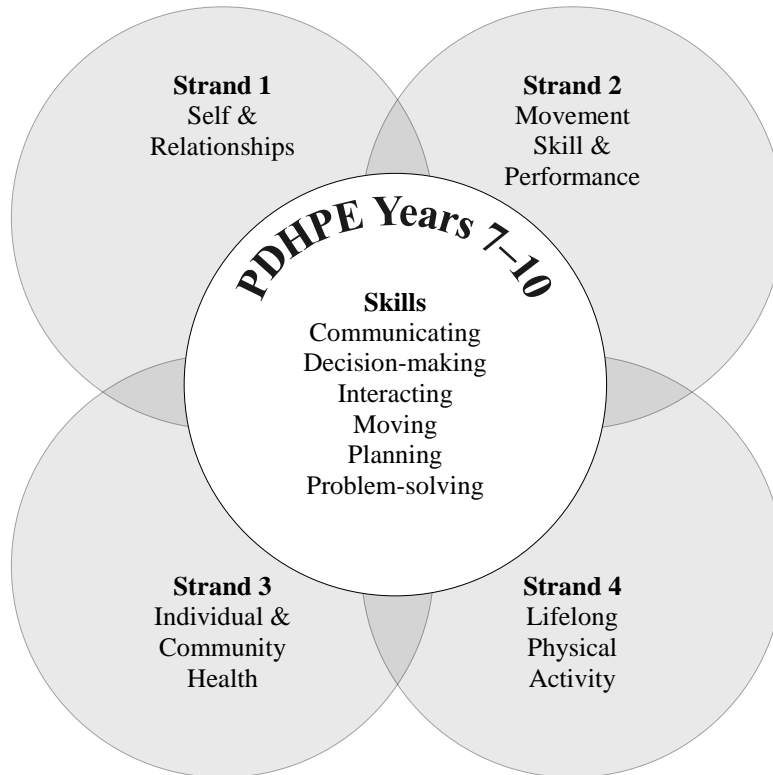 Strand 1
Self &
Relationships
Strand 2
Movement
Skill &
Performance
PDHPE Years 7–10
Skills
Communicating
Decision-making
Interacting
Moving
Planning
Problem-solving
Strand 3
Individual &
Community
Health
Strand 4
Lifelong
Physical
Activity